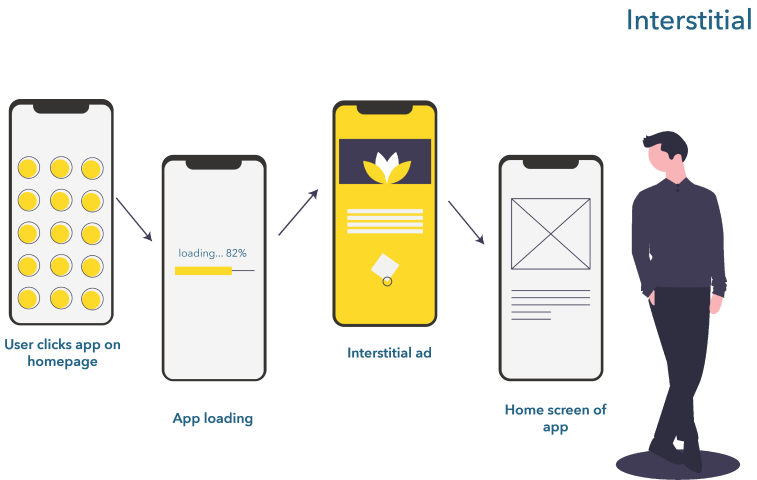 Interstitial
loading... 82%
User clicks app on
homepage
App loading
Interstitial ad
Home screen of
app